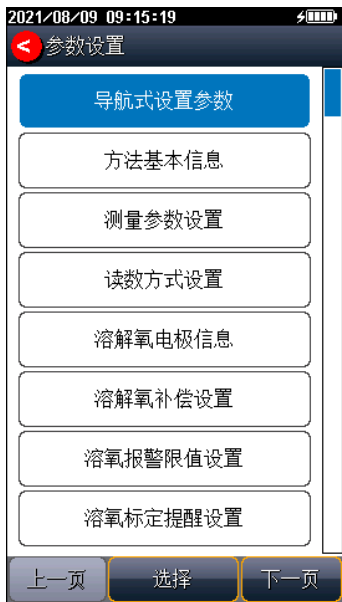 2021/08/09 09:15:19
< 参数设置
导航式设置参数
方法基本信息
测量参数设置
读数方式设置
溶解氧电极信息
溶解氧补偿设置
溶氧报警限值设置
溶氧标定提醒设置
上一页 选择 下一页